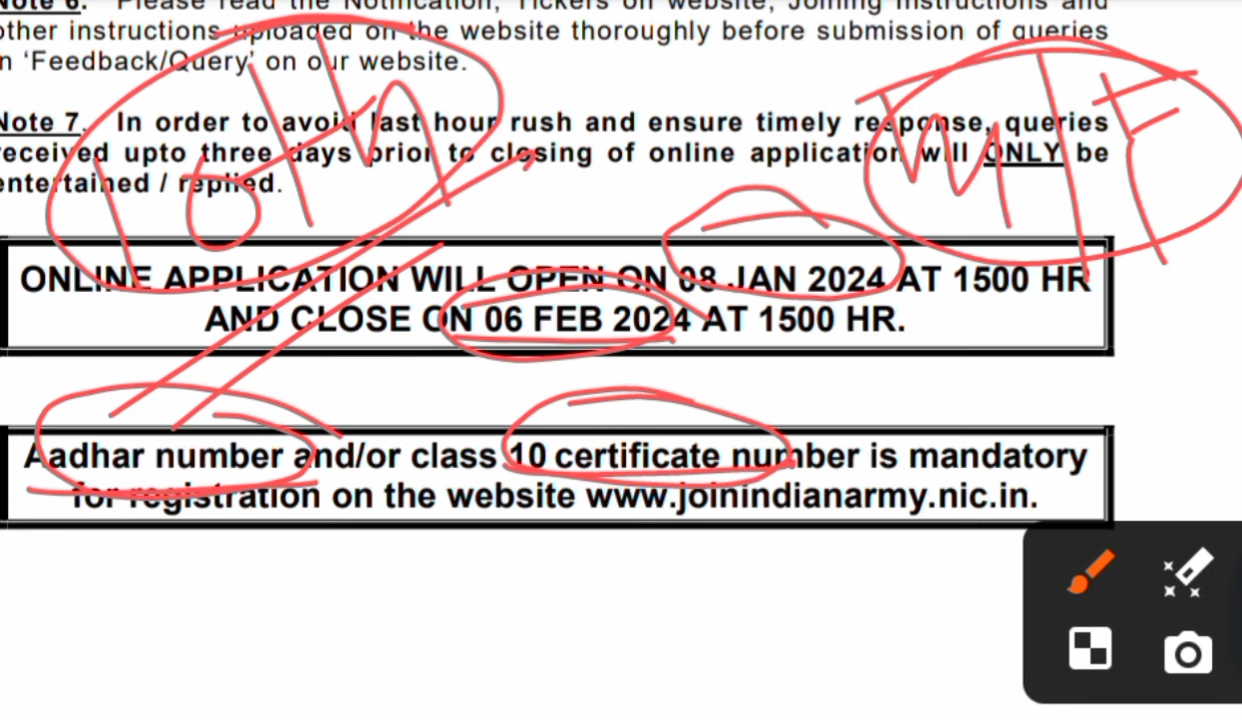 Note 6. Please read the Notification, Tickers on website, Joining Instructions and
other instructions uploaded on the website thoroughly before submission of queries
in ‘Feedback/Query’ on our website.
Note 7. In order to avoid last hour rush and ensure timely response, queries
received upto three days prior to closing of online application will ONLY be
entertained / replied.
10th
M/F
ONLINE APPLICATION WILL OPEN ON 08 JAN 2024 AT 1500 HR
AND CLOSE ON 06 FEB 2024 AT 1500 HR.
Aadhar number and/or class 10 certificate number is mandatory
for registration on the website www.joinindianarmy.nic.in.